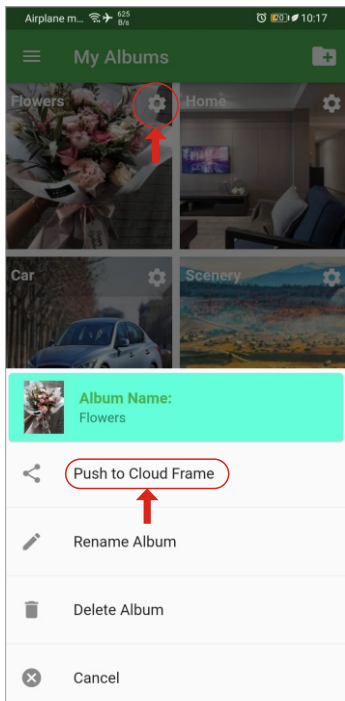 Airplane m... 625 B/s 20 10:17
My Albums
Flowers Home
Car Scenery
Album Name:
Flowers
Push to Cloud Frame
Rename Album
Delete Album
Cancel